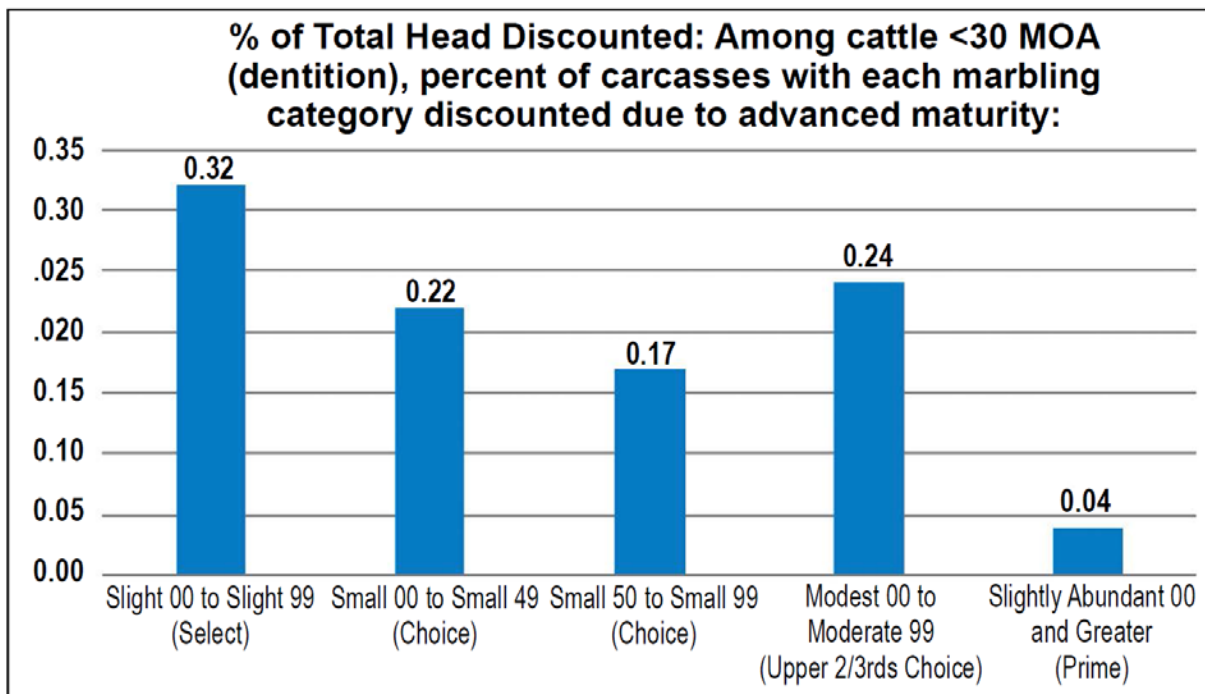 % of Total Head Discounted: Among cattle <30 MOA
(dentition), percent of carcasses with each marbling
category discounted due to advanced maturity:
0.35
0.32
0.30
.025
0.24
0.22
.020
0.17
0.15
0.10
0.05
0.04
0.00
Slight 00 to Slight 99
(Select)
Small 00 to Small 49
(Choice)
Small 50 to Small 99
(Choice)
Modest 00 to
Moderate 99
(Upper 2/3rds Choice)
Slightly Abundant 00
and Greater
(Prime)